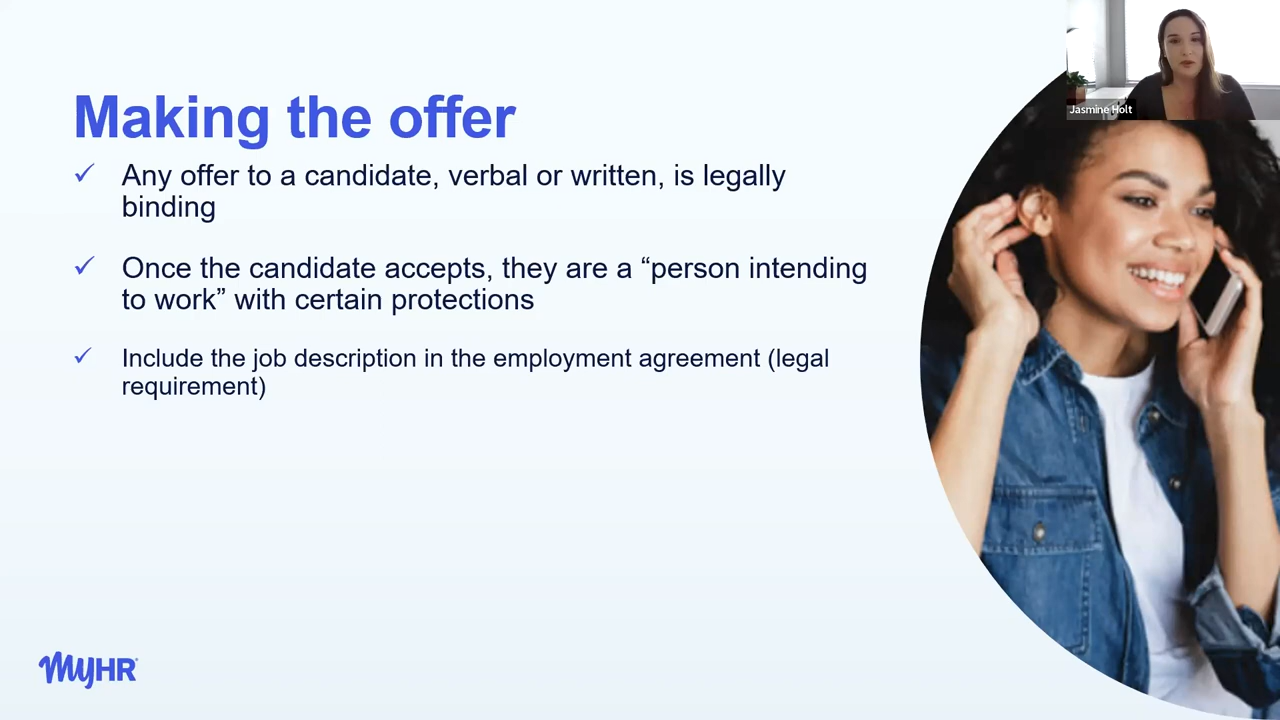 Jasmine Holt
Making the offer
✓ Any offer to a candidate, verbal or written, is legally
binding
✓ Once the candidate accepts, they are a “person intending
to work” with certain protections
✓ Include the job description in the employment agreement (legal
requirement)
MyHR